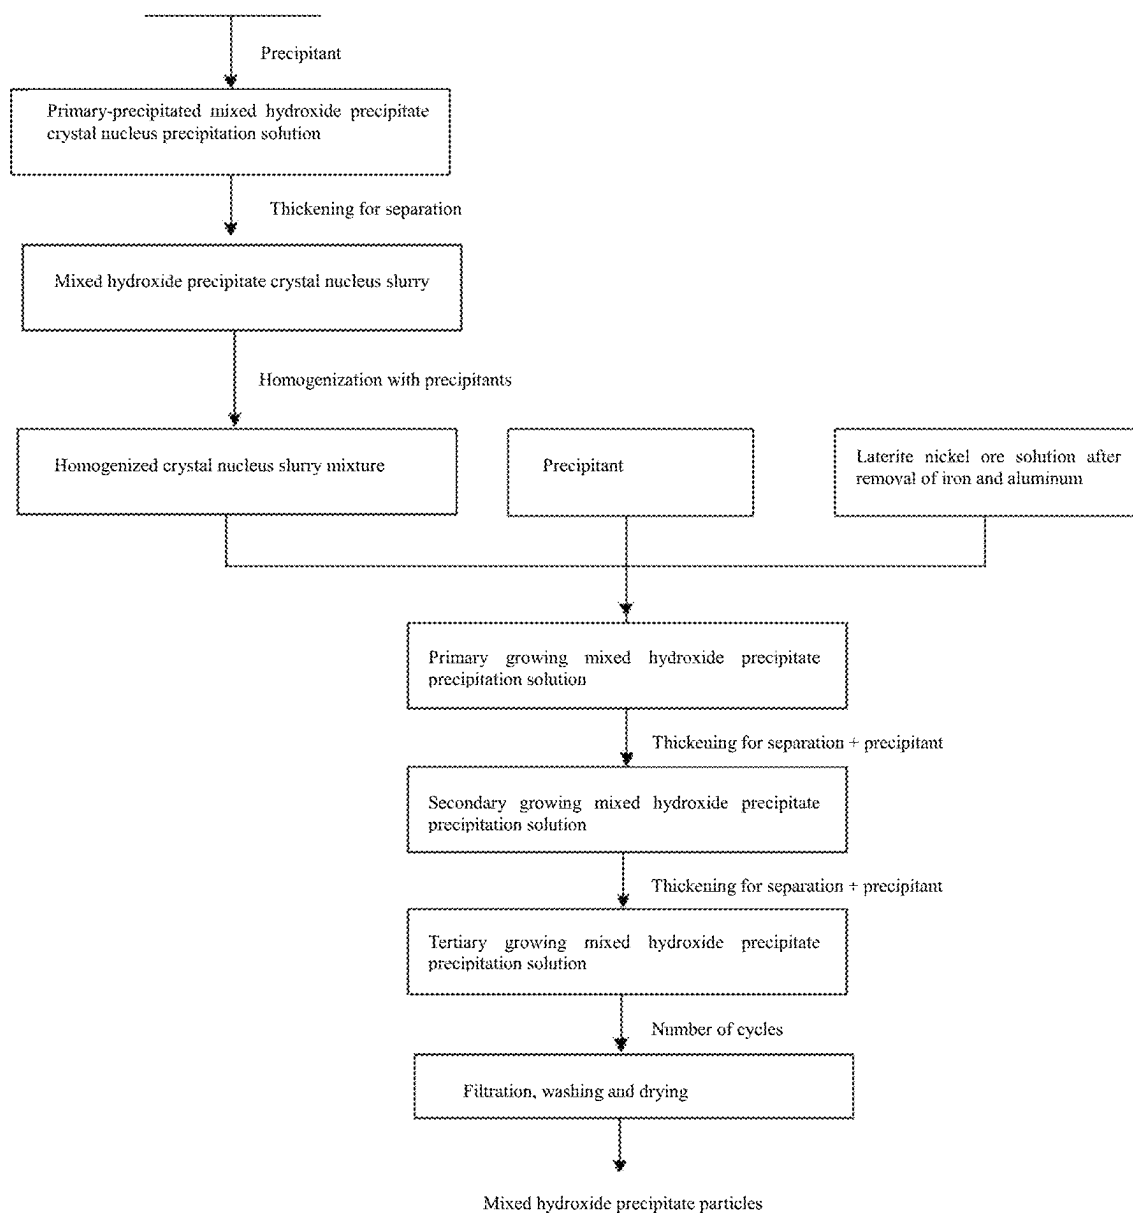 Precipitant
Primary-precipitated mixed hydroxide precipitate
crystal nucleus precipitation solution
Thickening for separation
Mixed hydroxide precipitate crystal nucleus slurry
Homogenization with precipitants
Homogenized crystal nucleus slurry mixture
Precipitant
Laterite nickel ore solution after
removal of iron and aluminum
Primary growing mixed hydroxide precipitate
precipitation solution
Thickening for separation + precipitant
Secondary growing mixed hydroxide precipitate
precipitation solution
Thickening for separation + precipitant
Tertiary growing mixed hydroxide precipitate
precipitation solution
Number of cycles
Filtration, washing and drying
Mixed hydroxide precipitate particles